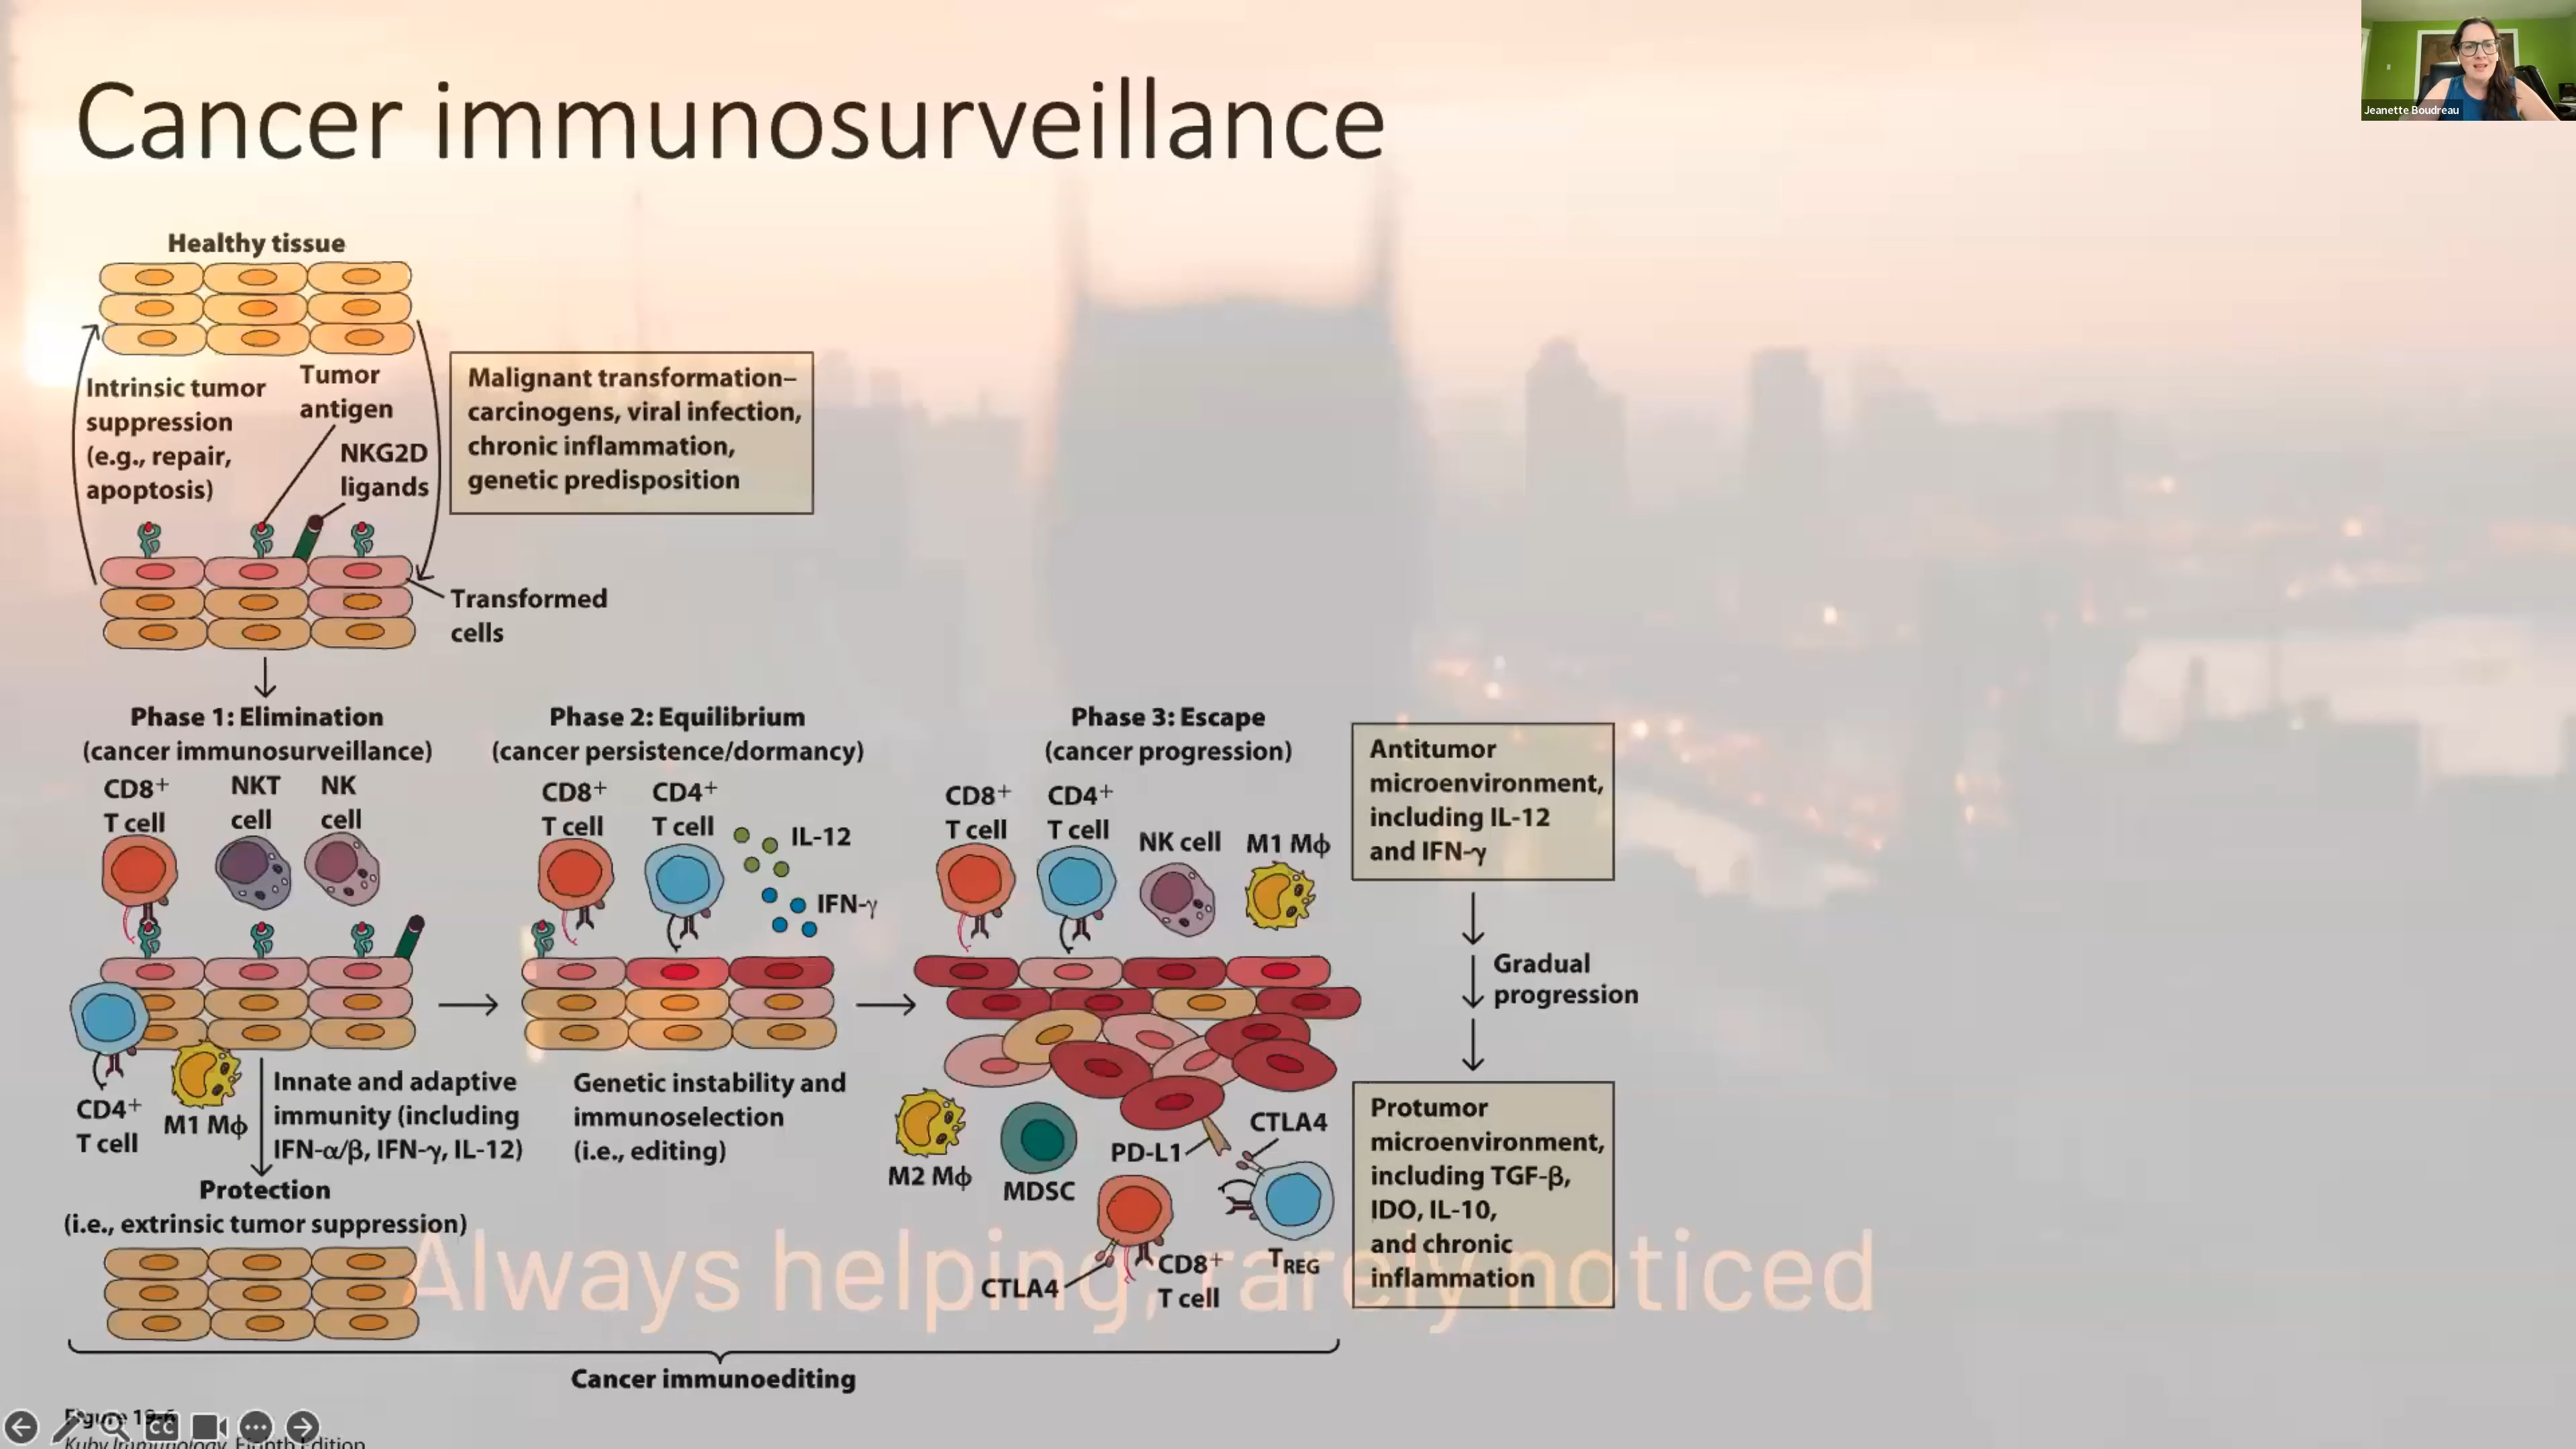 Cancer immunosurveillance
Jeanette Boudreau
Healthy tissue
Intrinsic tumor
suppression
(e.g., repair,
apoptosis)
Tumor
antigen
NKG2D
ligands
Malignant transformation–
carcinogens, viral infection,
chronic inflammation,
genetic predisposition
Transformed
cells
Phase 1: Elimination
(cancer immunosurveillance)
CD8+
T cell
NKT
cell
NK
cell
CD4+
T cell
M1 Mϕ
Innate and adaptive
immunity (including
IFN-α/β, IFN-γ, IL-12)
Protection
(i.e., extrinsic tumor suppression)
Phase 2: Equilibrium
(cancer persistence/dormancy)
CD8+
T cell
CD4+
T cell
IL-12
IFN-γ
Genetic instability and
immunoselection
(i.e., editing)
Phase 3: Escape
(cancer progression)
CD8+
T cell
CD4+
T cell
NK cell
M1 Mϕ
M2 Mϕ
MDSC
PD-L1
CTLA4
CTLA4
CD8+
T cell
TREG
Antitumor
microenvironment,
including IL-12
and IFN-γ
Gradual
progression
Protumor
microenvironment,
including TGF-β,
IDO, IL-10,
and chronic
inflammation
Always helping, rarely noticed
Cancer immunoediting
Figure 19-6
CC
Kuby Immunology, Eighth Edition